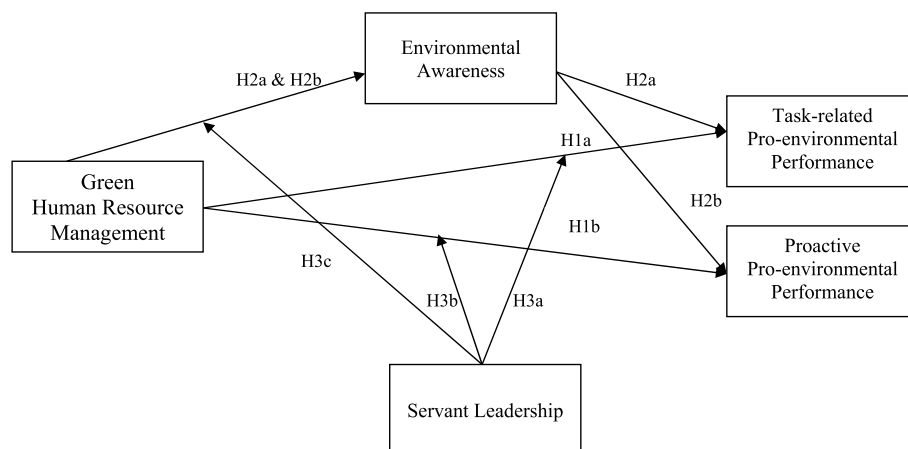 Environmental
Awareness
H2a & H2b
H2a
Task-related
Pro-environmental
Performance
H1a
Green
Human Resource
Management
H2b
H1b
Proactive
Pro-environmental
Performance
H3c
H3b
H3a
Servant Leadership